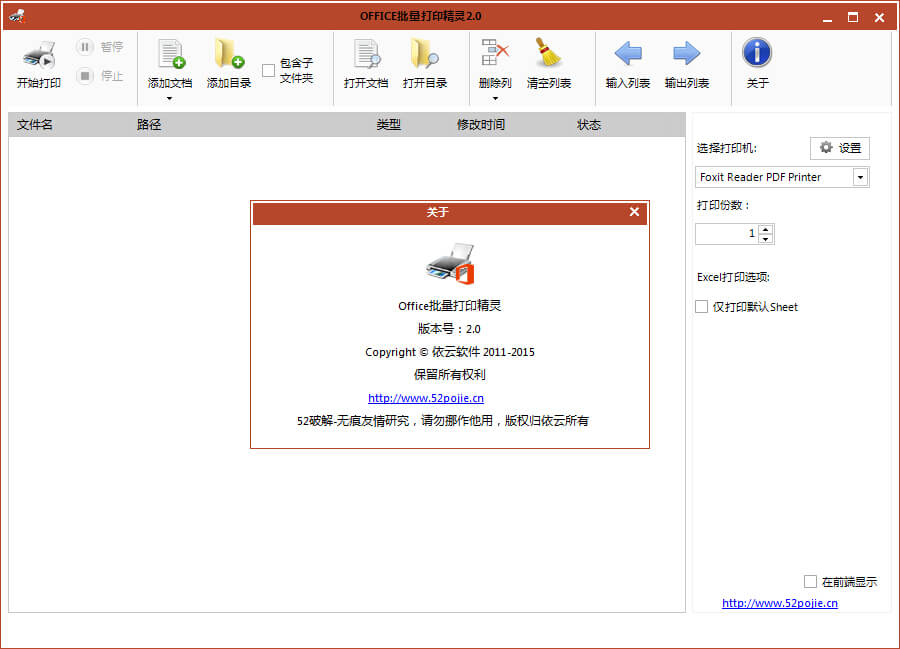 OFFICE批量打印精灵2.0
开始打印
暂停
停止
添加文档
添加目录
包含子
文件夹
打开文档
打开目录
删除列
清空列表
输入列表
输出列表
关于
文件名 路径 类型 修改时间 状态
选择打印机:
设置
Foxit Reader PDF Printer
打印份数：
1
Excel打印选项:
仅打印默认Sheet
关于
Office批量打印精灵
版本号：2.0
Copyright © 依云软件 2011-2015
保留所有权利
http://www.52pojie.cn
52破解-无痕友情研究，请勿挪作他用，版权归依云所有
在前端显示
http://www.52pojie.cn